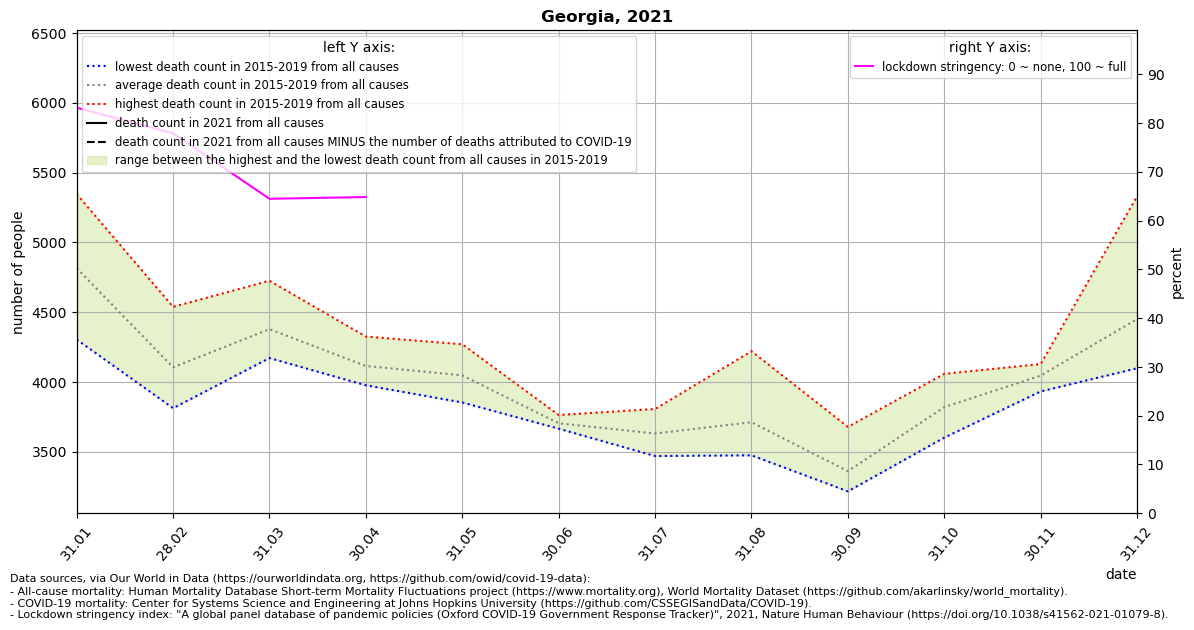 Georgia, 2021
left Y axis:
lowest death count in 2015-2019 from all causes
average death count in 2015-2019 from all causes
highest death count in 2015-2019 from all causes
death count in 2021 from all causes
death count in 2021 from all causes MINUS the number of deaths attributed to COVID-19
range between the highest and the lowest death count from all causes in 2015-2019
right Y axis:
lockdown stringency: 0 ~ none, 100 ~ full
number of people
6500
6000
5500
5000
4500
4000
3500
percent
90
80
70
60
50
40
30
20
10
0
31.01
28.02
31.03
30.04
31.05
30.06
31.07
31.08
30.09
31.10
30.11
31.12
date
Data sources, via Our World in Data (https://ourworldindata.org, https://github.com/owid/covid-19-data):
- All-cause mortality: Human Mortality Database Short-term Mortality Fluctuations project (https://www.mortality.org), World Mortality Dataset (https://github.com/akarlinsky/world_mortality).
- COVID-19 mortality: Center for Systems Science and Engineering at Johns Hopkins University (https://github.com/CSSEGISandData/COVID-19).
- Lockdown stringency index: "A global panel database of pandemic policies (Oxford COVID-19 Government Response Tracker)", 2021, Nature Human Behaviour (https://doi.org/10.1038/s41562-021-01079-8).